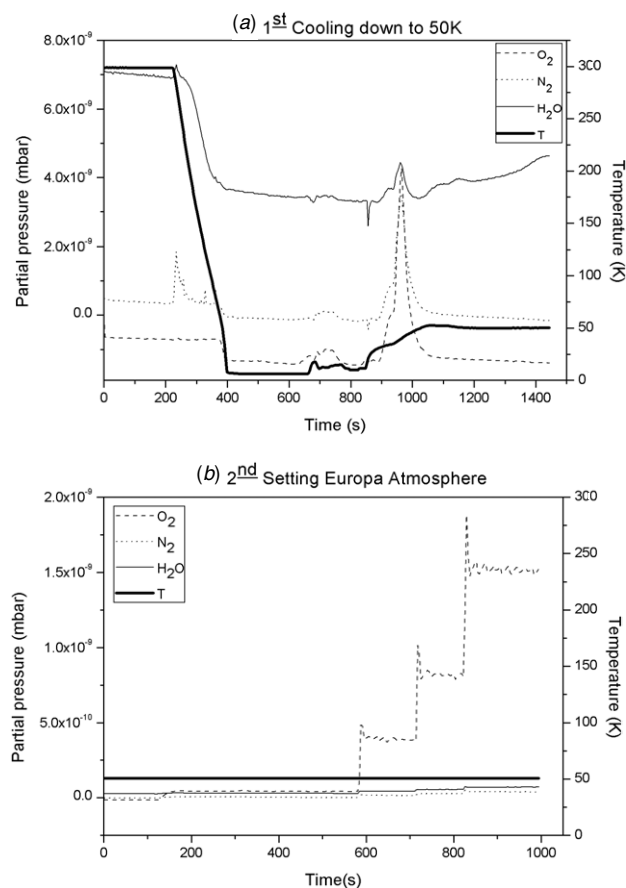 (a) 1st Cooling down to 50K
8.0x10⁻⁹
6.0x10⁻⁹
4.0x10⁻⁹
2.0x10⁻⁹
0.0
Partial pressure (mbar)
O₂
N₂
H₂O
T
300
250
200
150
100
50
0
Temperature (K)
0 200 400 600 800 1000 1200 1400
Time (s)
(b) 2nd Setting Europa Atmosphere
2.0x10⁻⁹
1.5x10⁻⁹
1.0x10⁻⁹
5.0x10⁻¹⁰
0.0
Partial pressure (mbar)
O₂
N₂
H₂O
T
300
250
200
150
100
50
0
Temperature (K)
0 200 400 600 800 1000
Time(s)